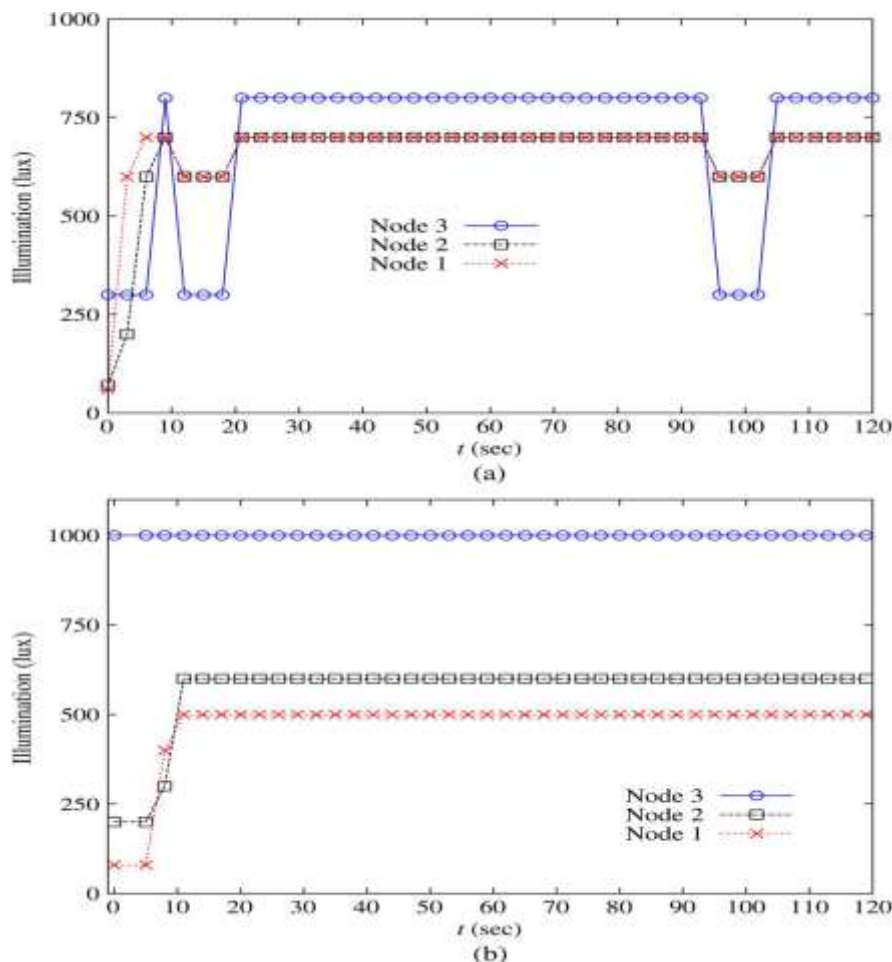 1000
750
500
250
0
Illumination (lux)
Node 3
Node 2
Node 1
0 10 20 30 40 50 60 70 80 90 100 110 120
t (sec)
(a)
1000
750
500
250
0
Illumination (lux)
Node 3
Node 2
Node 1
0 10 20 30 40 50 60 70 80 90 100 110 120
t (sec)
(b)